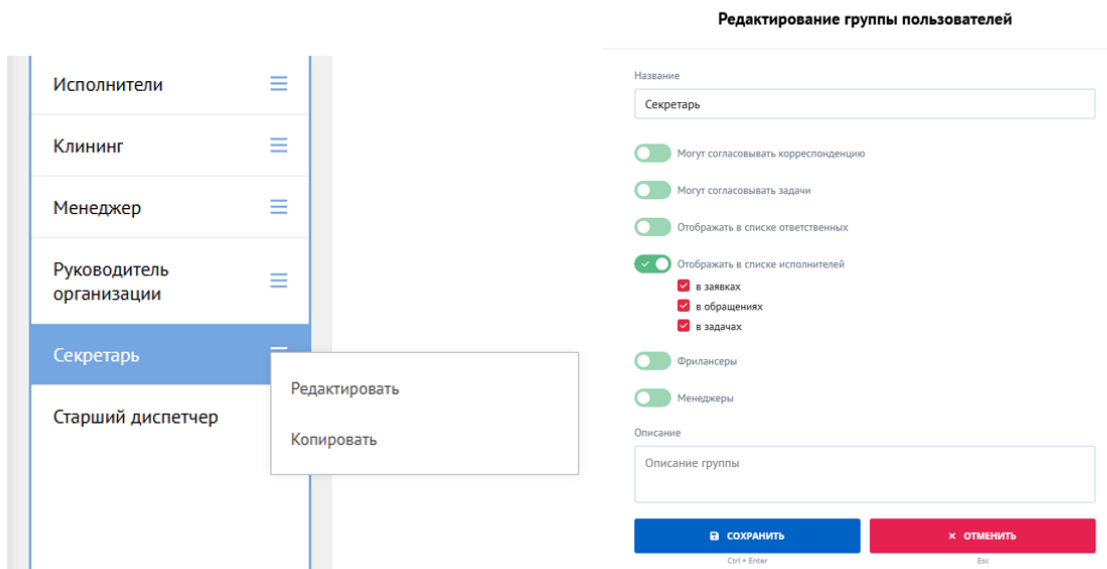 Исполнители
Клининг
Менеджер
Руководитель
организации
Секретарь
Старший диспетчер
Редактировать
Копировать
Редактирование группы пользователей
Название
Секретарь
Могут согласовывать корреспонденцию
Могут согласовывать задачи
Отображать в списке ответственных
Отображать в списке исполнителей
в заявках
в обращениях
в задачах
Фрилансеры
Менеджеры
Описание
Описание группы
СОХРАНИТЬ
× ОТМЕНИТЬ
Ctrl + Enter
Esc